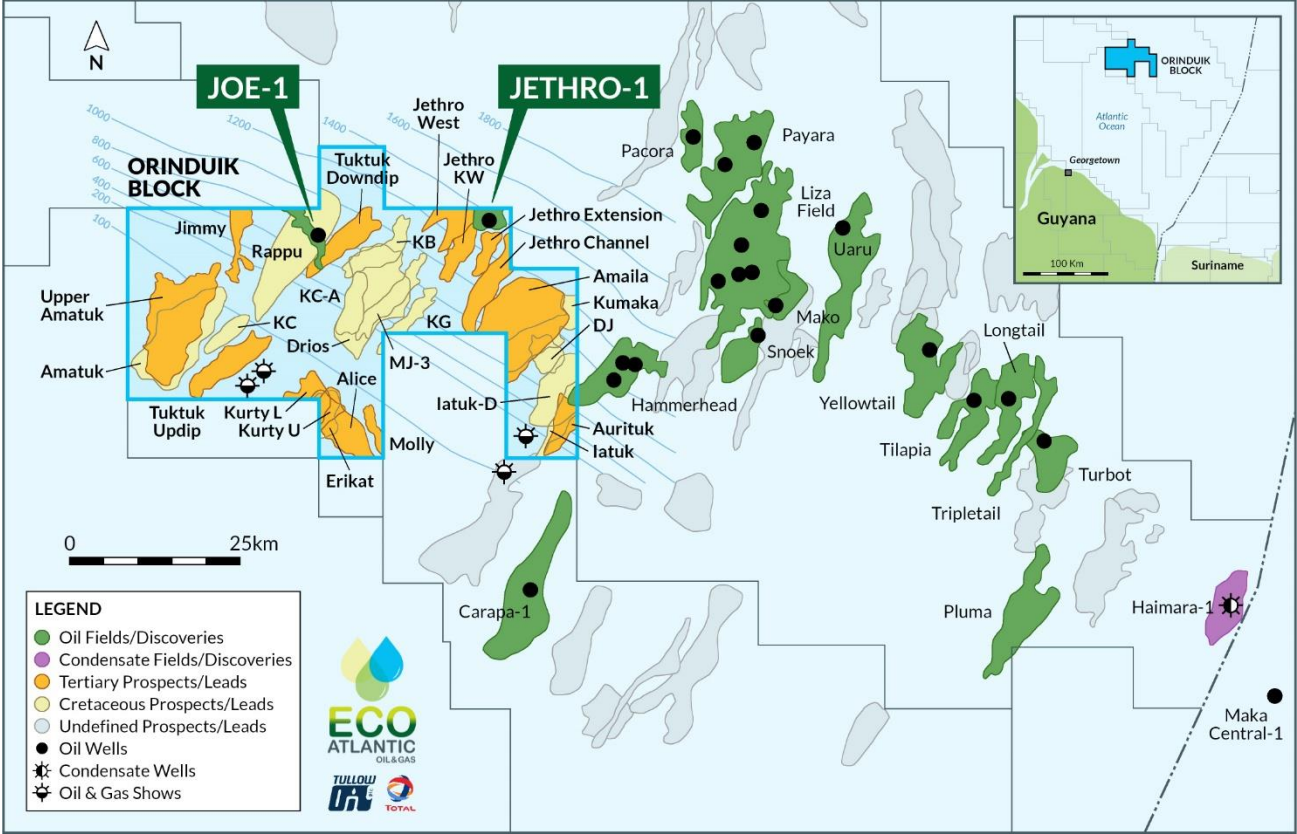 N
JOE-1
JETHRO-1
1000
800
600
400
200
100
1200
1400
1600
1800
ORINDUIK
BLOCK
Tuktuk
Downdip
Jethro
West
Jethro
KW
Jethro Extension
Jethro Channel
Jimmy
Rappu
KB
Amaila
Kumaka
DJ
Upper
Amatuk
KC-A
KC
KG
Drios
MJ-3
Amatuk
Alice
Iatuk-D
Tuktuk
Updip
Kurty L
Kurty U
Molly
Aurituk
Iatuk
Erikat
Pacora
Payara
Liza
Field
Uaru
Mako
Snoek
Hammerhead
Longtail
Yellowtail
Tilapia
Turbot
Tripletail
Carapa-1
Pluma
Haimara-1
Maka
Central-1
ORINDUIK
BLOCK
Atlantic
Ocean
Georgetown
Guyana
100 Km
Suriname
0 25km
LEGEND
Oil Fields/Discoveries
Condensate Fields/Discoveries
Tertiary Prospects/Leads
Cretaceous Prospects/Leads
Undefined Prospects/Leads
Oil Wells
Condensate Wells
Oil & Gas Shows
ECO
ATLANTIC
OIL & GAS
TULLOW
OIL
TOTAL